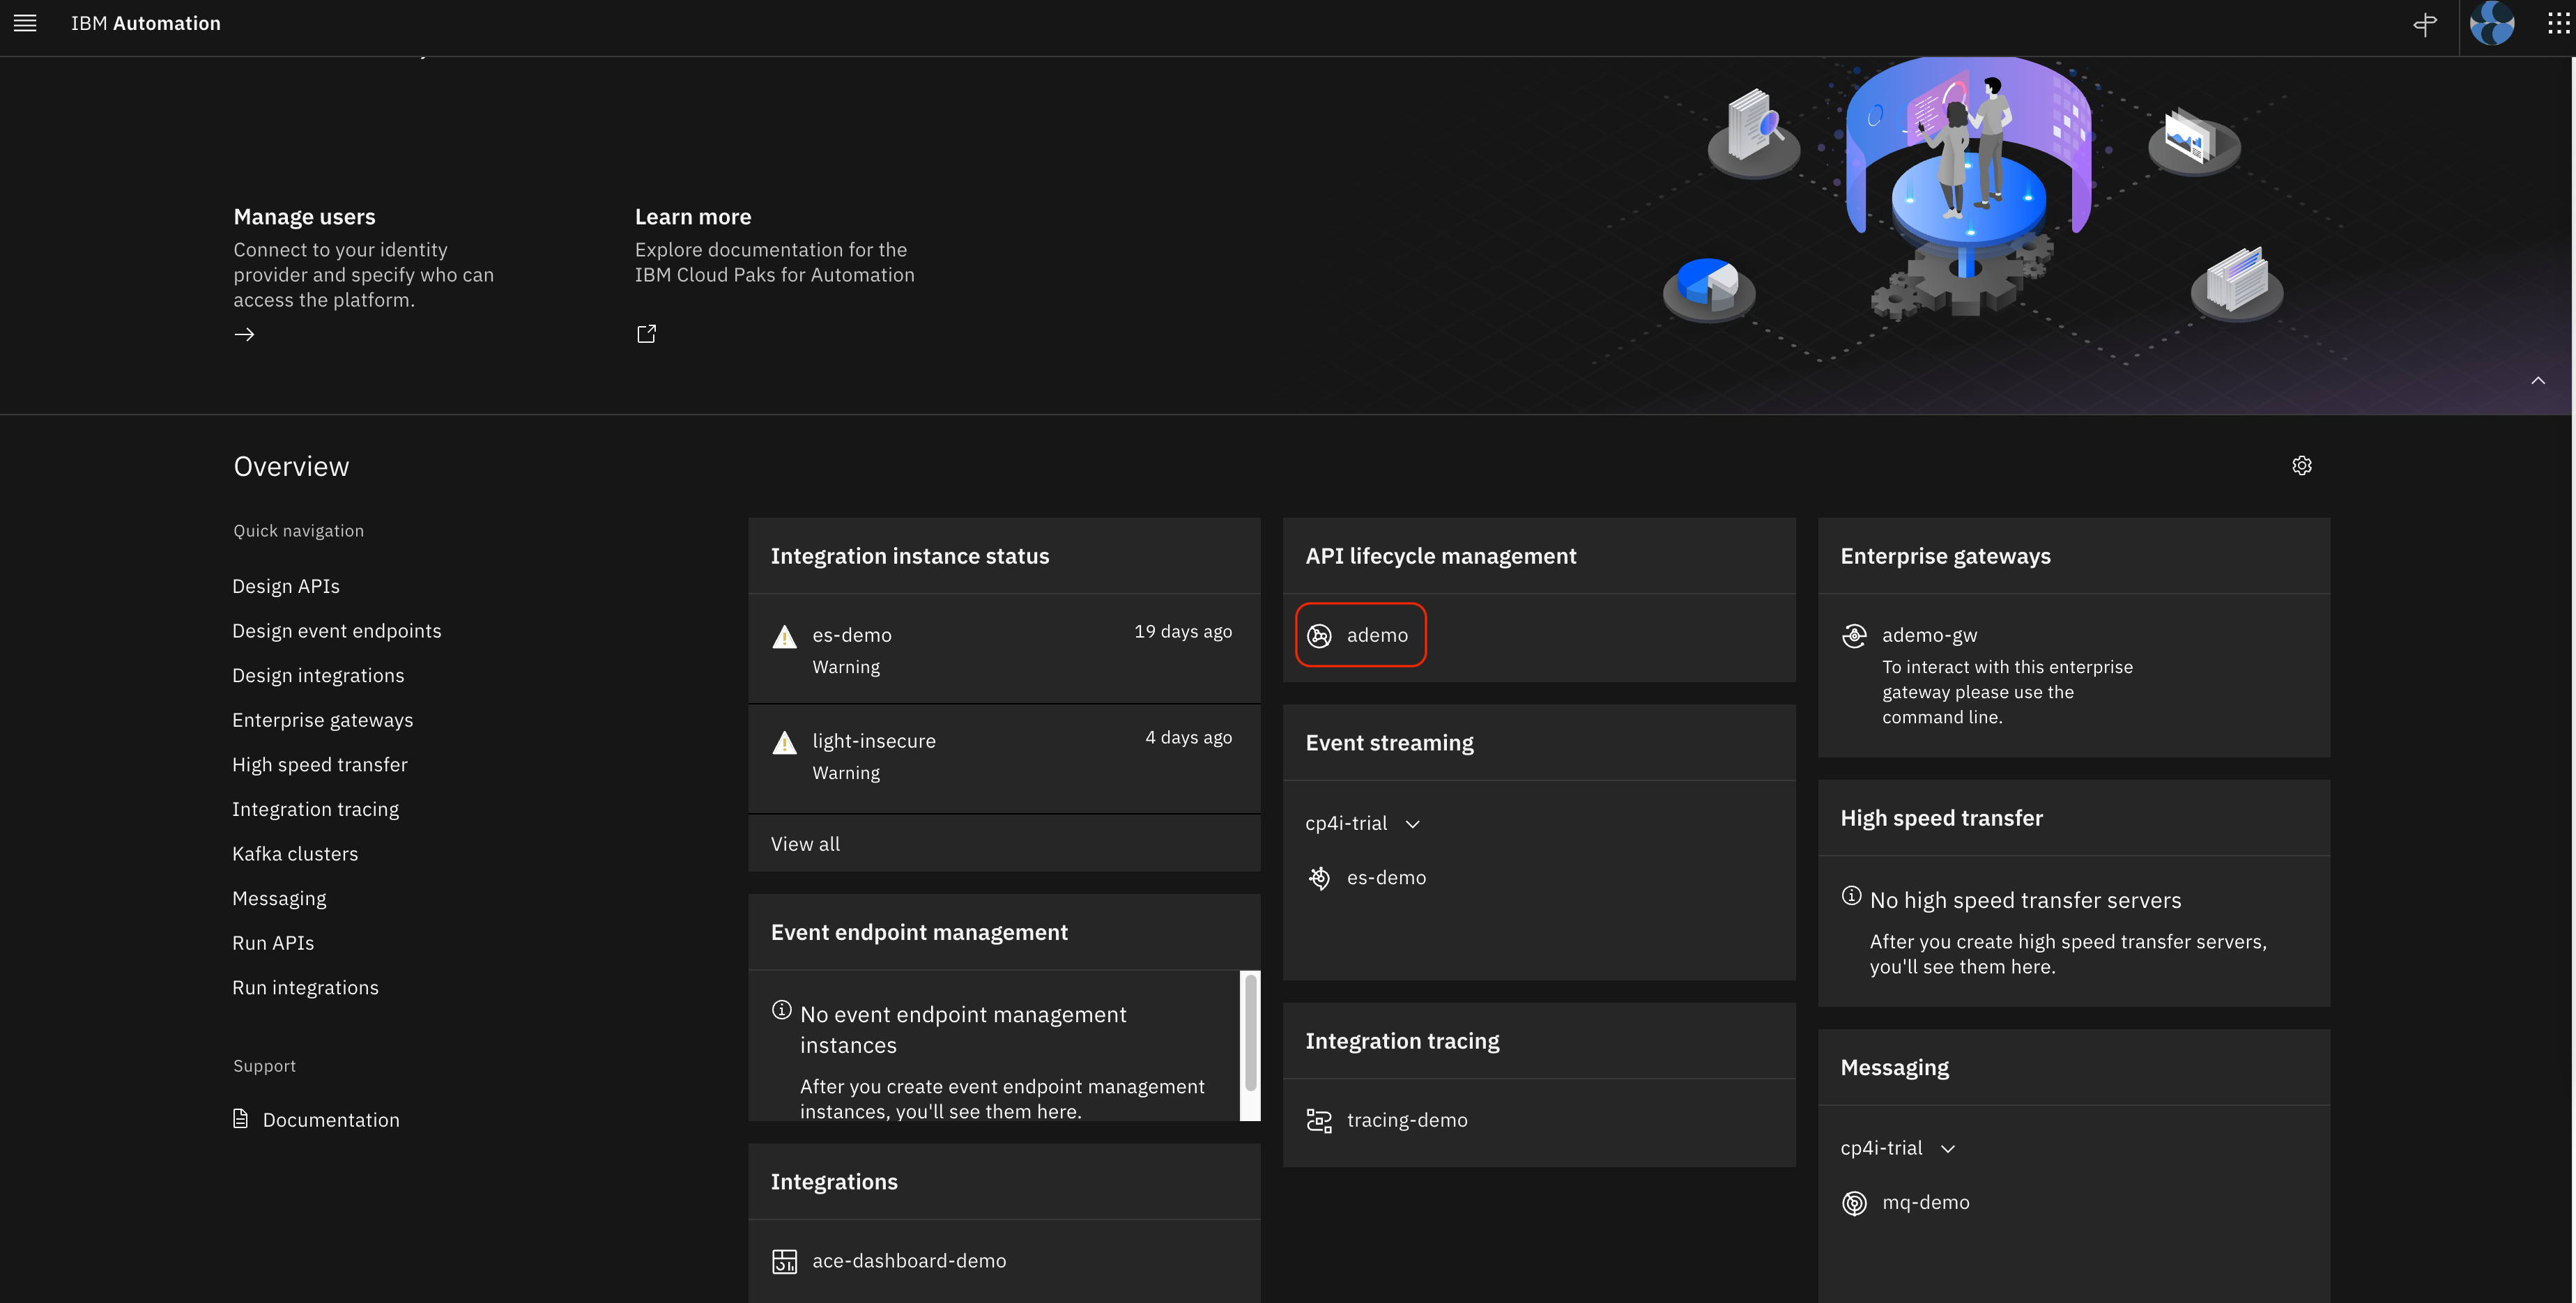 IBM Automation
Manage users
Connect to your identity
provider and specify who can
access the platform.
Learn more
Explore documentation for the
IBM Cloud Paks for Automation
Overview
Quick navigation
Design APIs
Design event endpoints
Design integrations
Enterprise gateways
High speed transfer
Integration tracing
Kafka clusters
Messaging
Run APIs
Run integrations
Support
Documentation
Integration instance status
es-demo
19 days ago
Warning
light-insecure
4 days ago
Warning
View all
Event endpoint management
No event endpoint management
instances
After you create event endpoint management
instances, you'll see them here.
Integrations
ace-dashboard-demo
API lifecycle management
ademo
Event streaming
cp4i-trial
es-demo
Integration tracing
tracing-demo
Enterprise gateways
ademo-gw
To interact with this enterprise
gateway please use the
command line.
High speed transfer
No high speed transfer servers
After you create high speed transfer servers,
you'll see them here.
Messaging
cp4i-trial
mq-demo